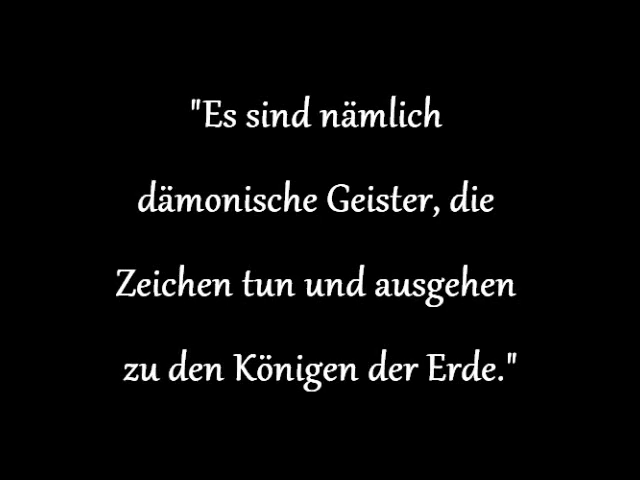 "Es sind nämlich
dämonische Geister, die
Zeichen tun und ausgehen
zu den Königen der Erde."